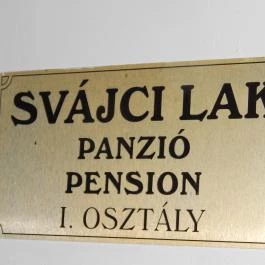 SVÁJCI LAK
PANZIÓ
PENSION
I. OSZTÁLY